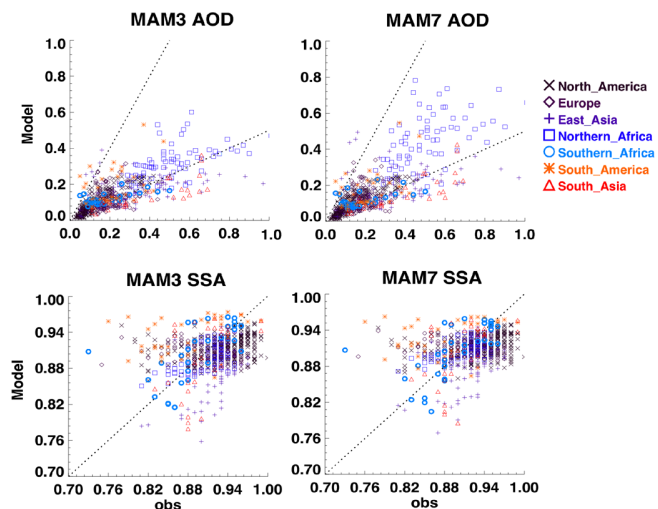 MAM3 AOD
1.0
0.8
0.6
0.4
0.2
0.0
Model
0.0 0.2 0.4 0.6 0.8 1.0
MAM7 AOD
1.0
0.8
0.6
0.4
0.2
0.0
0.0 0.2 0.4 0.6 0.8 1.0
North_America
Europe
East_Asia
Northern_Africa
Southern_Africa
South_America
South_Asia
MAM3 SSA
1.00
0.94
0.88
0.82
0.76
0.70
Model
0.70 0.76 0.82 0.88 0.94 1.00
obs
MAM7 SSA
1.00
0.94
0.88
0.82
0.76
0.70
0.70 0.76 0.82 0.88 0.94 1.00
obs